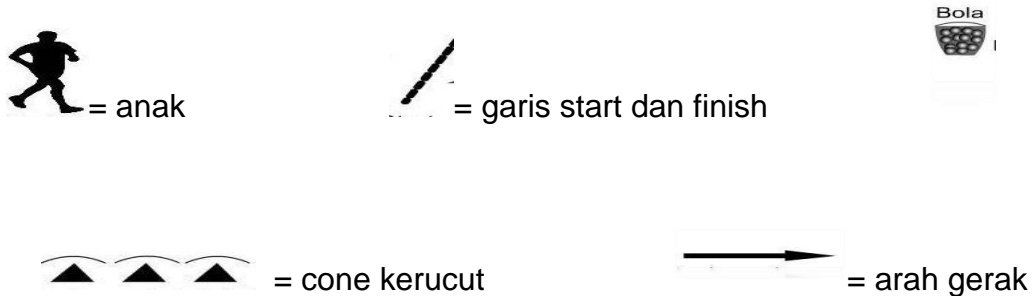 Bola
= anak
= garis start dan finish
= cone kerucut
= arah gerak